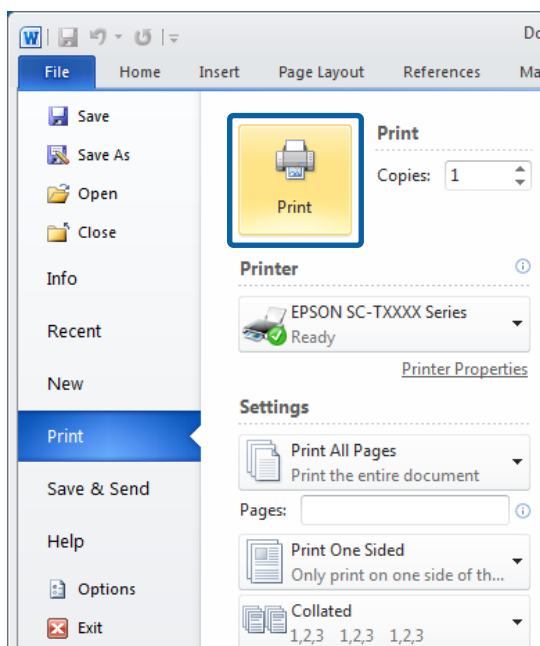 W
Do
File Home Insert Page Layout References Ma
Save
Save As
Open
Close
Info
Recent
New
Print
Save & Send
Help
Options
Exit
Print
Print
Copies: 1
Printer
EPSON SC-TXXXX Series
Ready
Printer Properties
Settings
Print All Pages
Print the entire document
Pages:
Print One Sided
Only print on one side of th...
Collated
1,2,3 1,2,3 1,2,3